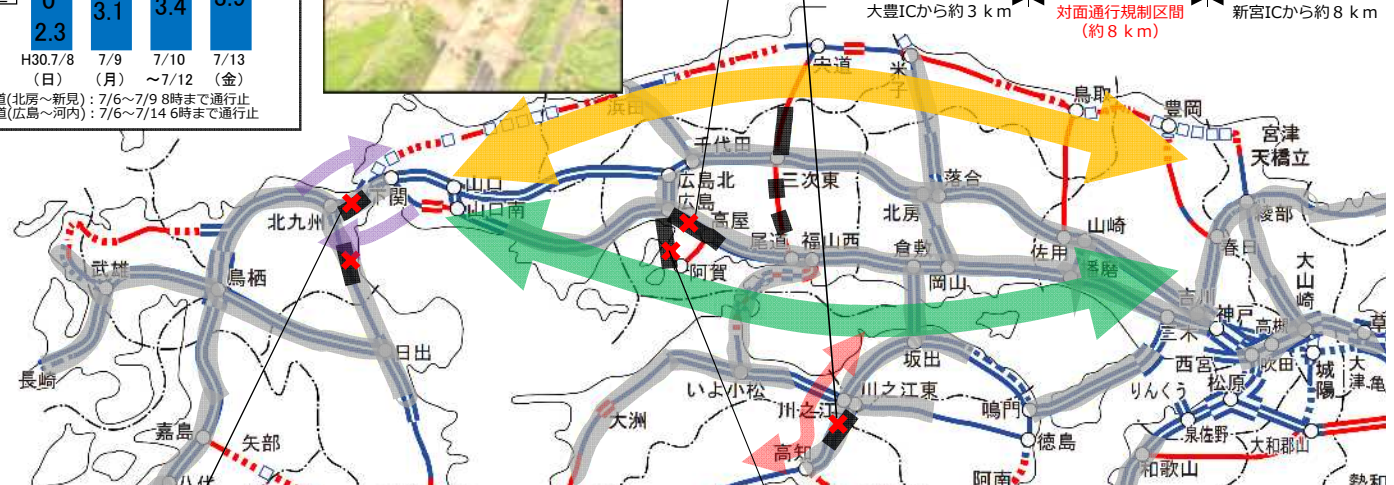 2.3
3.1
3.4
H30.7/8
（日）
7/9
（月）
7/10
～7/12
7/13
（金）
道(北房～新見)：7/6～7/9 8時まで通行止
道(広島～河内)：7/6～7/14 6時まで通行止
大豊ICから約３ｋｍ
対面通行規制区間
（約８ｋｍ）
新宮ICから約８ｋｍ
宍道
米子
鳥取
豊岡
宮津
天橋立
浜田
千代田
三次東
落合
北房
広島北
広島
高屋
山口
山口南
下関
北九州
尾道
福山西
倉敷
岡山
佐用
山崎
播磨
綾部
春日
大山崎
吉川
神戸
三木
高槻
西宮
吹田
城陽
大津
草
亀
りんくう
松原
泉佐野
大和郡山
和歌山
阿賀
武雄
鳥栖
日出
長崎
嘉島
矢部
八代
大洲
いよ小松
川之江
川之江東
坂出
鳴門
徳島
高知
阿南
勢和